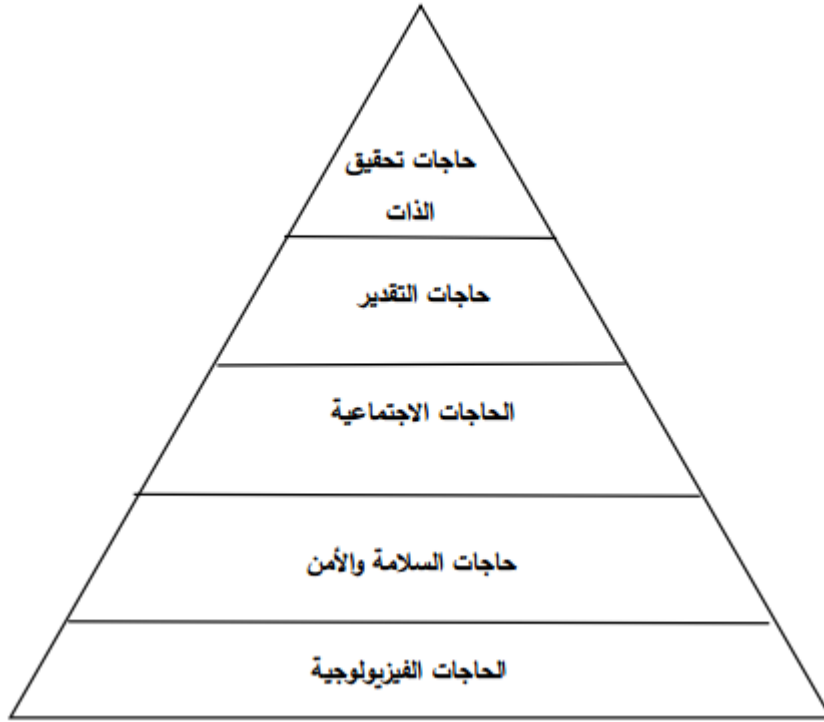 حاجات تحقيق
الذات
حاجات التقدير
الحاجات الاجتماعية
حاجات السلامة والأمن
الحاجات الفيزيولوجية